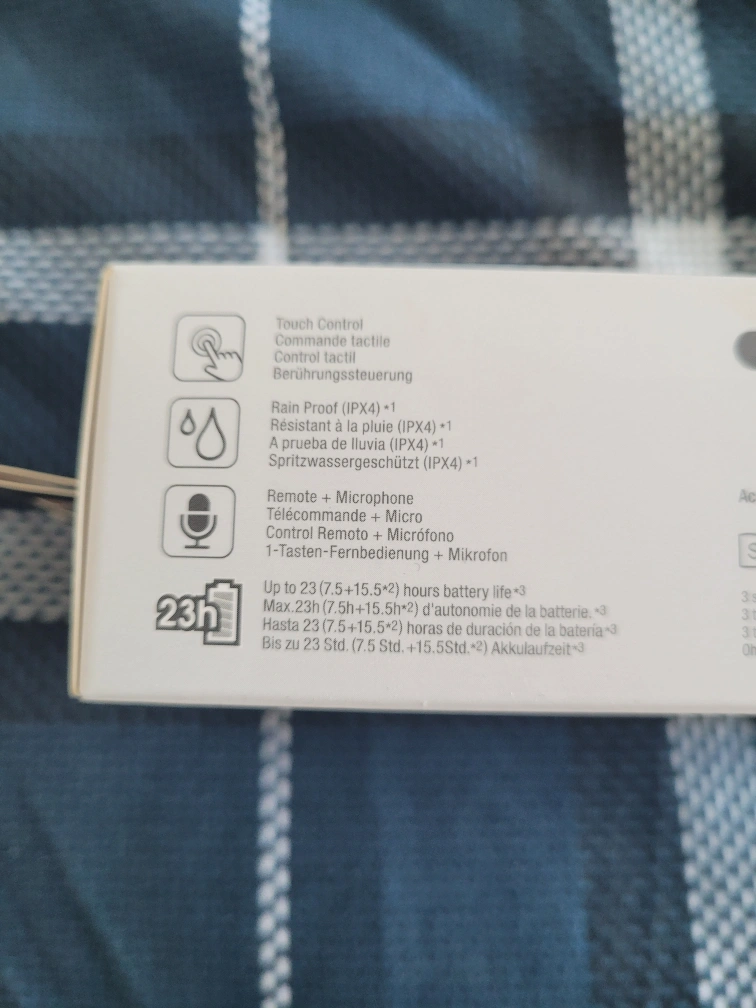 Touch Control
Commande tactile
Control tactil
Berührungssteuerung
Rain Proof (IPX4) *1
Résistant à la pluie (IPX4) *1
A prueba de lluvia (IPX4) *1
Spritzwassergeschützt (IPX4) *1
Remote + Microphone
Télécommande + Micro
Control Remoto + Micrófono
1-Tasten-Fernbedienung + Mikrofon
23h
Up to 23 (7.5+15.5*2) hours battery life*3
Max.23h (7.5h+15.5h*2) d'autonomie de la batterie.*3
Hasta 23 (7.5+15.5*2) horas de duración de la batería*3
Bis zu 23 Std. (7.5 Std. +15.5Std.*2) Akkulaufzeit*3